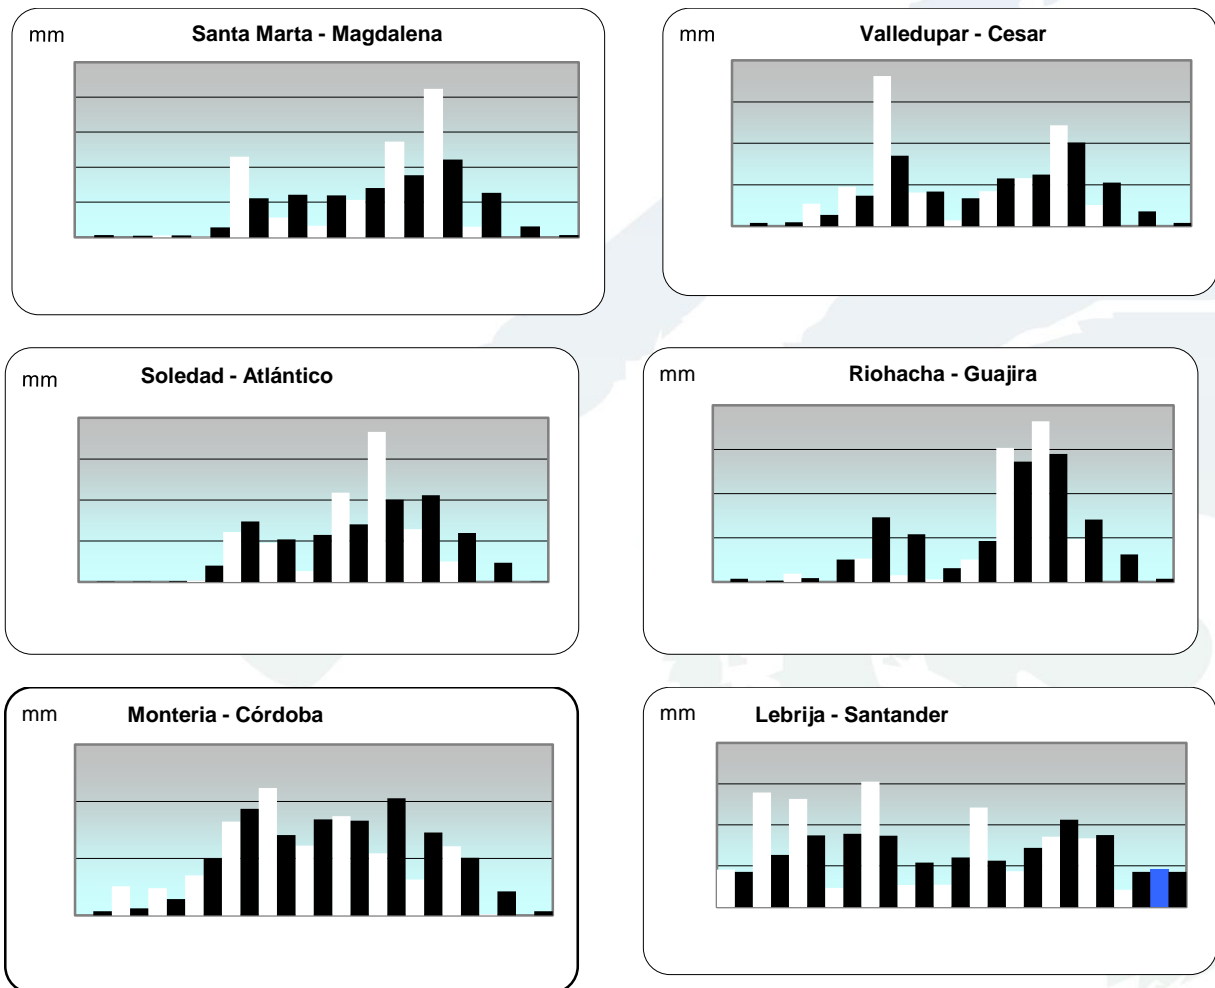 mm Santa Marta - Magdalena
mm Valledupar - Cesar
mm Soledad - Atlántico
mm Riohacha - Guajira
mm Monteria - Córdoba
mm Lebrija - Santander